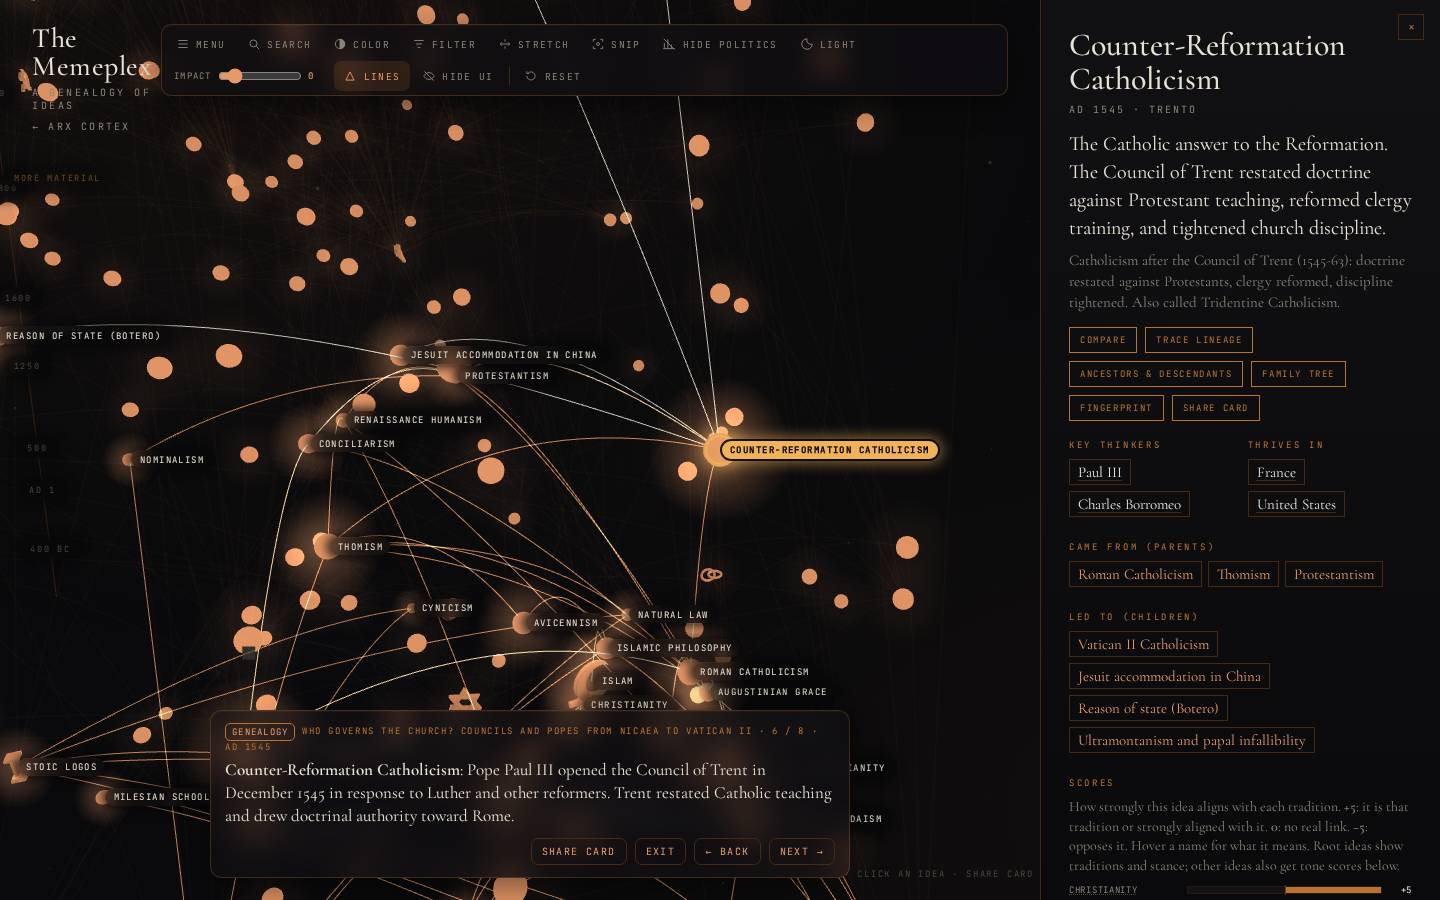 The
Memeplex
A GENEALOGY OF
IDEAS
← ARX CORTEX
MENU
SEARCH
COLOR
FILTER
STRETCH
SNIP
HIDE POLITICS
LIGHT
IMPACT
0
LINES
HIDE UI
RESET
MORE MATERIAL
1600
REASON OF STATE (BOTERO)
1250
JESUIT ACCOMMODATION IN CHINA
PROTESTANTISM
RENAISSANCE HUMANISM
CONCILIARISM
COUNTER-REFORMATION CATHOLICISM
500
NOMINALISM
AD 1
400 BC
THOMISM
CYNICISM
AVICENNISM
NATURAL LAW
ISLAMIC PHILOSOPHY
ROMAN CATHOLICISM
ISLAM
AUGUSTINIAN GRACE
CHRISTIANITY
STOIC LOGOS
MILESIAN SCHOOL
GENEALOGY WHO GOVERNS THE CHURCH? COUNCILS AND POPES FROM NICAEA TO VATICAN II · 6 / 8 ·
AD 1545
Counter-Reformation Catholicism: Pope Paul III opened the Council of Trent in
December 1545 in response to Luther and other reformers. Trent restated Catholic teaching
and drew doctrinal authority toward Rome.
SHARE CARD
EXIT
← BACK
NEXT →
CLICK AN IDEA · SHARE CARD
×
Counter-Reformation
Catholicism
AD 1545 · TRENTO
The Catholic answer to the Reformation.
The Council of Trent restated doctrine
against Protestant teaching, reformed clergy
training, and tightened church discipline.
Catholicism after the Council of Trent (1545-63): doctrine
restated against Protestants, clergy reformed, discipline
tightened. Also called Tridentine Catholicism.
COMPARE
TRACE LINEAGE
ANCESTORS & DESCENDANTS
FAMILY TREE
FINGERPRINT
SHARE CARD
KEY THINKERS
Paul III
Charles Borromeo
THRIVES IN
France
United States
CAME FROM (PARENTS)
Roman Catholicism
Thomism
Protestantism
LED TO (CHILDREN)
Vatican II Catholicism
Jesuit accommodation in China
Reason of state (Botero)
Ultramontanism and papal infallibility
SCORES
How strongly this idea aligns with each tradition. +5: it is that
tradition or strongly aligned with it. 0: no real link. −5:
opposes it. Hover a name for what it means. Root ideas show
traditions and stance; other ideas also get tone scores below.
CHRISTIANITY
+5